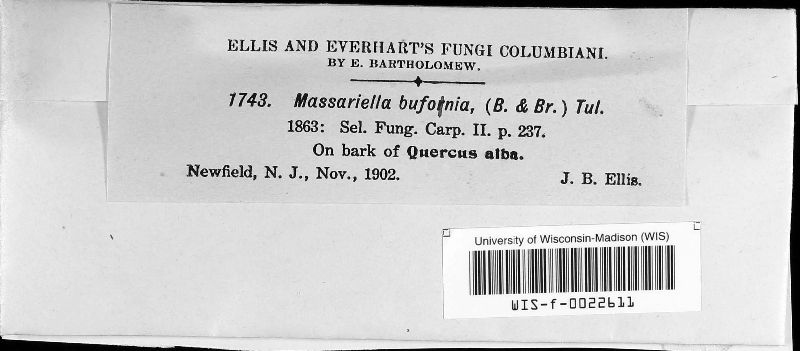 ELLIS AND EVERHART'S FUNGI COLUMBIANI.
BY E. BARTHOLOMEW.
1743. Massariella bufonia, (B. & Br.) Tul.
1863: Sel. Fung. Carp. II. p. 237.
On bark of Quercus alba.
Newfield, N. J., Nov., 1902. J. B. Ellis.
University of Wisconsin-Madison (WIS)
WIS-f-0022611